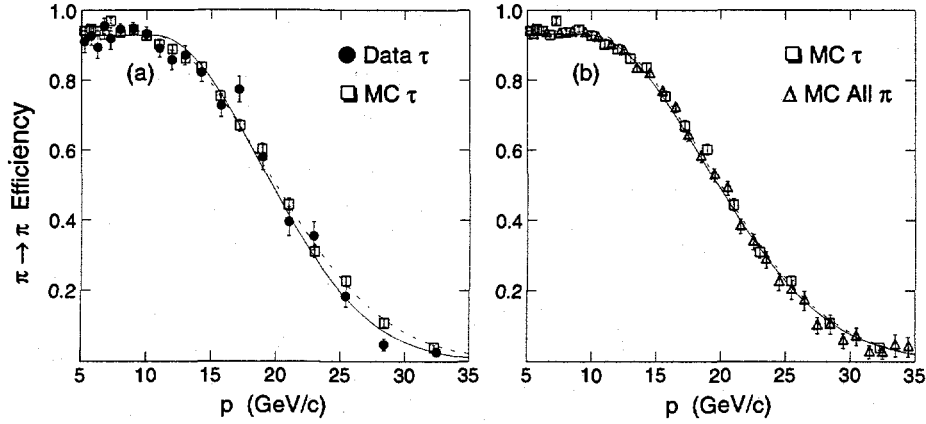 π → π Efficiency
1.0
0.8
0.6
0.4
0.2
(a)
Data τ
MC τ
5 10 15 20 25 30 35
p (GeV/c)
1.0
0.8
0.6
0.4
0.2
(b)
MC τ
MC All π
5 10 15 20 25 30 35
p (GeV/c)